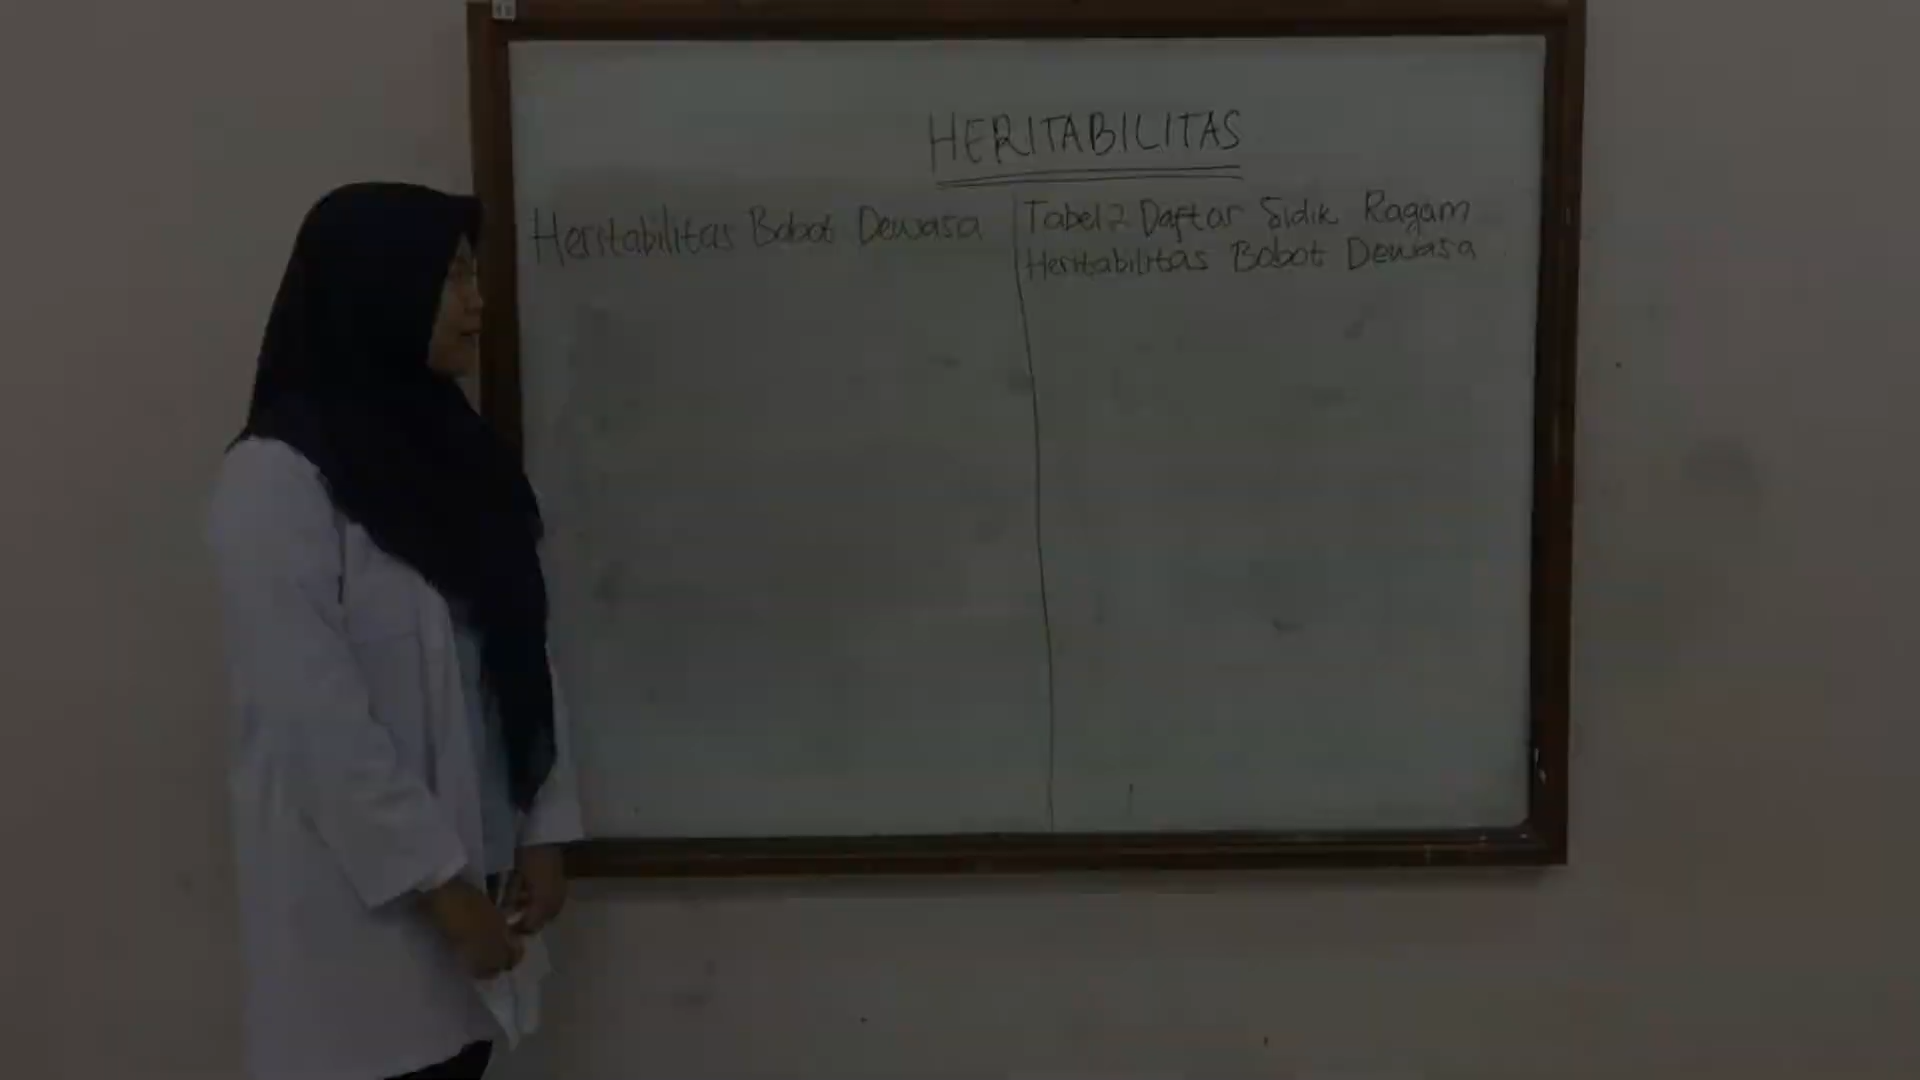 HERITABILITAS
Heritabilitas Bobot Dewasa
Tabel 2 Daftar Sidik Ragam
Heritabilitas Bobot Dewasa